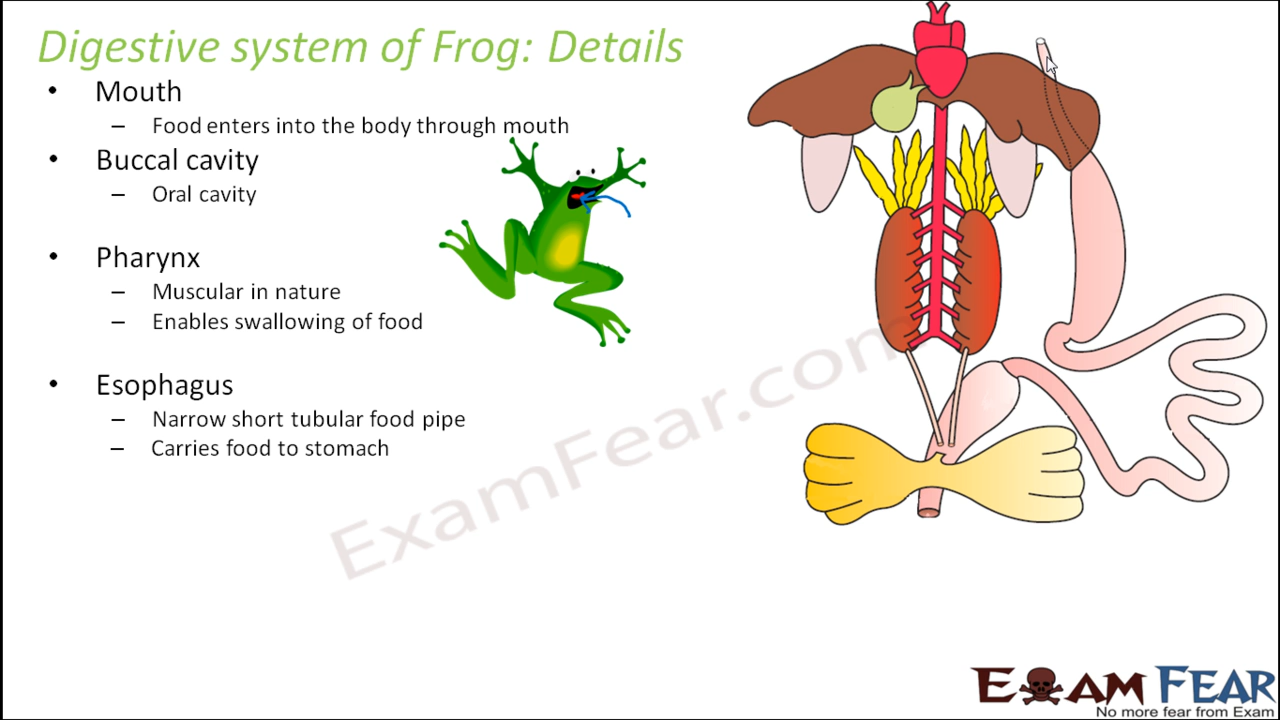 Digestive system of Frog: Details
• Mouth
– Food enters into the body through mouth
• Buccal cavity
– Oral cavity
• Pharynx
– Muscular in nature
– Enables swallowing of food
• Esophagus
– Narrow short tubular food pipe
– Carries food to stomach
ExamFear.com
EXAM FEAR
No more fear from Exam